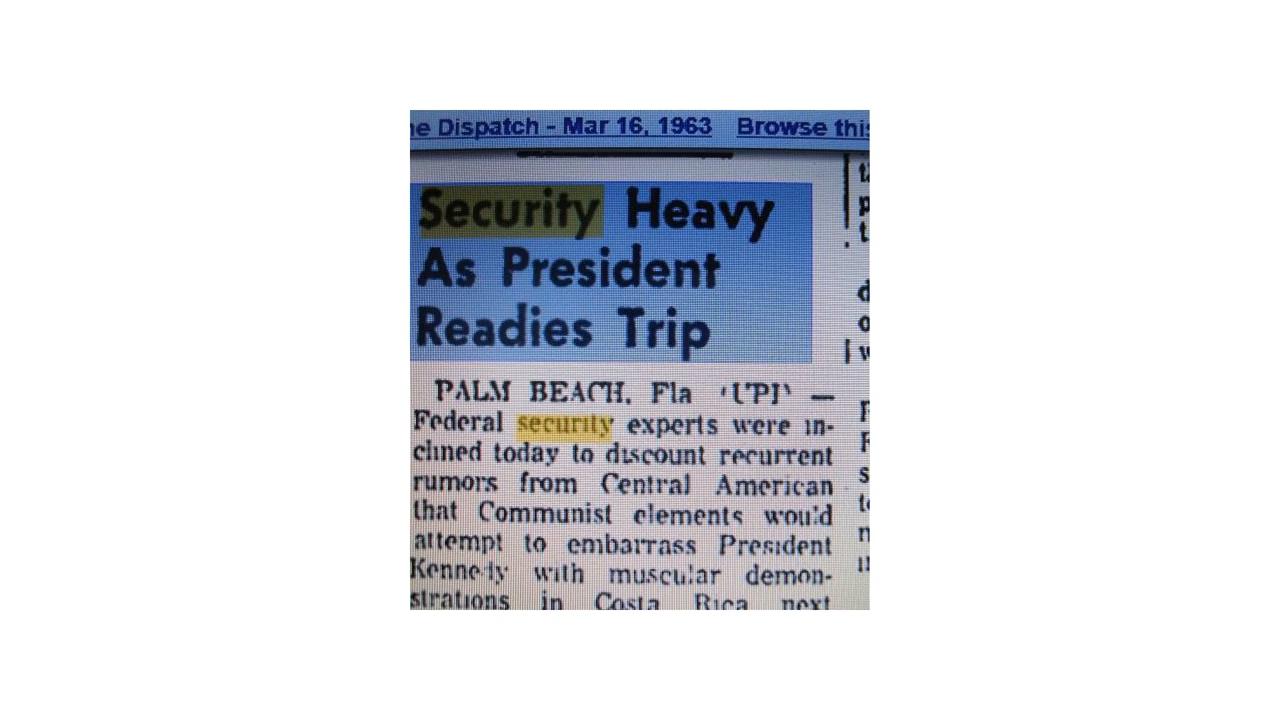 e Dispatch - Mar 16, 1963 Browse this
Security Heavy
As President
Readies Trip
PALM BEACH, Fla (UPI) —
Federal security experts were in-
clined today to discount recurrent
rumors from Central American
that Communist elements would
attempt to embarrass President
Kennedy with muscular demon-
strations in Costa Rica next